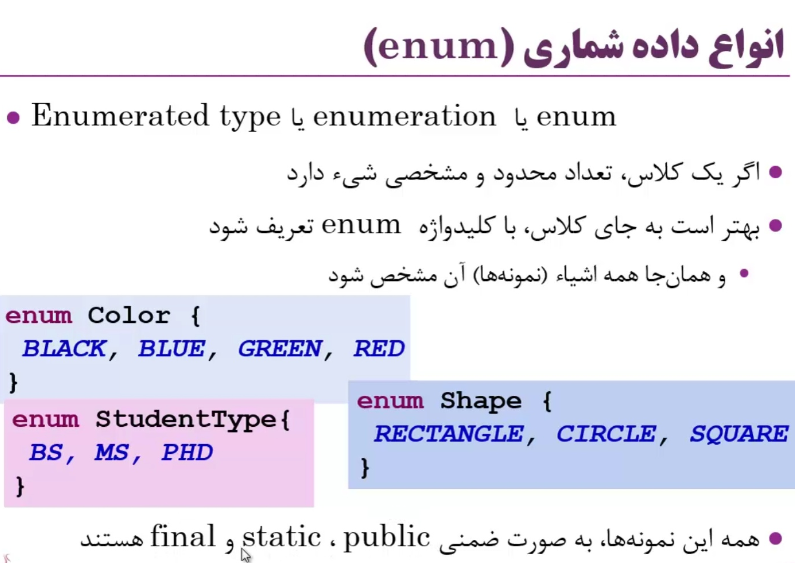 انواع داده شماری (enum)
Enumerated type یا enumeration یا enum
اگر یک کلاس، تعداد محدود و مشخصی شیء دارد
بهتر است به جای کلاس، با کلیدواژه enum تعریف شود
و همان‌جا همه اشیاء (نمونه‌ها) آن مشخص شود
enum Color {
BLACK, BLUE, GREEN, RED
}
enum StudentType{
BS, MS, PHD
}
enum Shape {
RECTANGLE, CIRCLE, SQUARE
}
همه این نمونه‌ها، به صورت ضمنی public ، static و final هستند